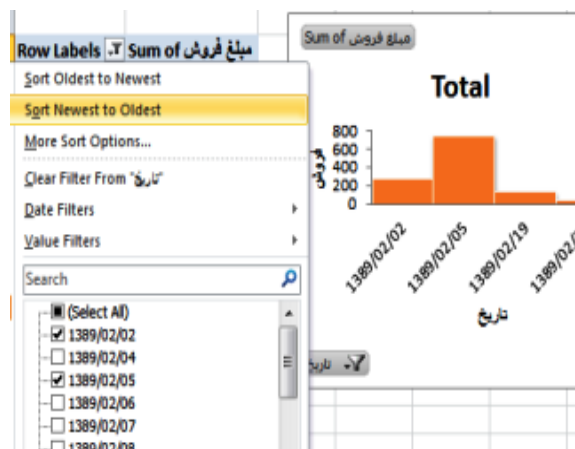 Row Labels Sum of مبلغ فروش
Sort Oldest to Newest
Sort Newest to Oldest
More Sort Options...
Clear Filter From "تاریخ"
Date Filters
Value Filters
Search
(Select All)
1389/02/02
1389/02/04
1389/02/05
1389/02/06
1389/02/07
1389/02/08
Sum of مبلغ فروش
Total
فروش
800
600
400
200
0
1389/02/02
1389/02/05
1389/02/19
تاریخ
تاریخ